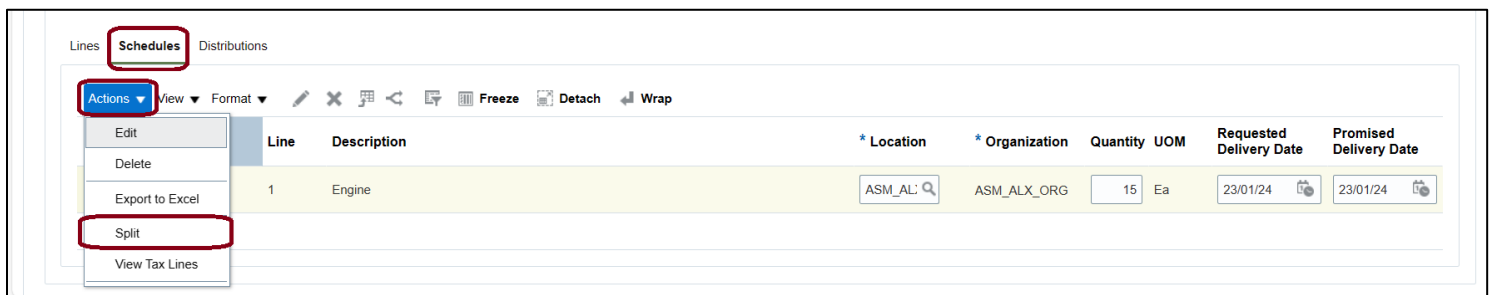 Lines Schedules Distributions
Actions View Format Freeze Detach Wrap
Edit
Delete
Export to Excel
Split
View Tax Lines
Line Description * Location * Organization Quantity UOM Requested Delivery Date Promised Delivery Date
1 Engine ASM_AL: ASM_ALX_ORG 15 Ea 23/01/24 23/01/24